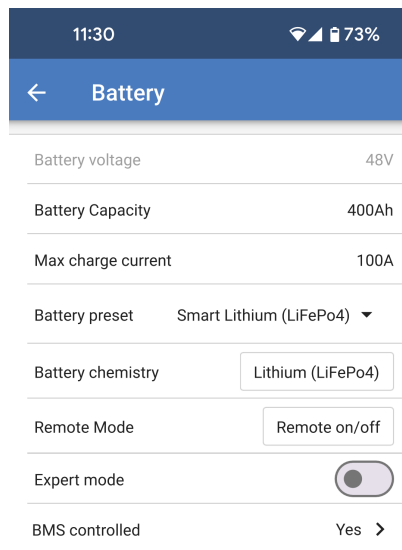 11:30 73%
Battery
Battery voltage 48V
Battery Capacity 400Ah
Max charge current 100A
Battery preset Smart Lithium (LiFePo4)
Battery chemistry Lithium (LiFePo4)
Remote Mode Remote on/off
Expert mode
BMS controlled Yes